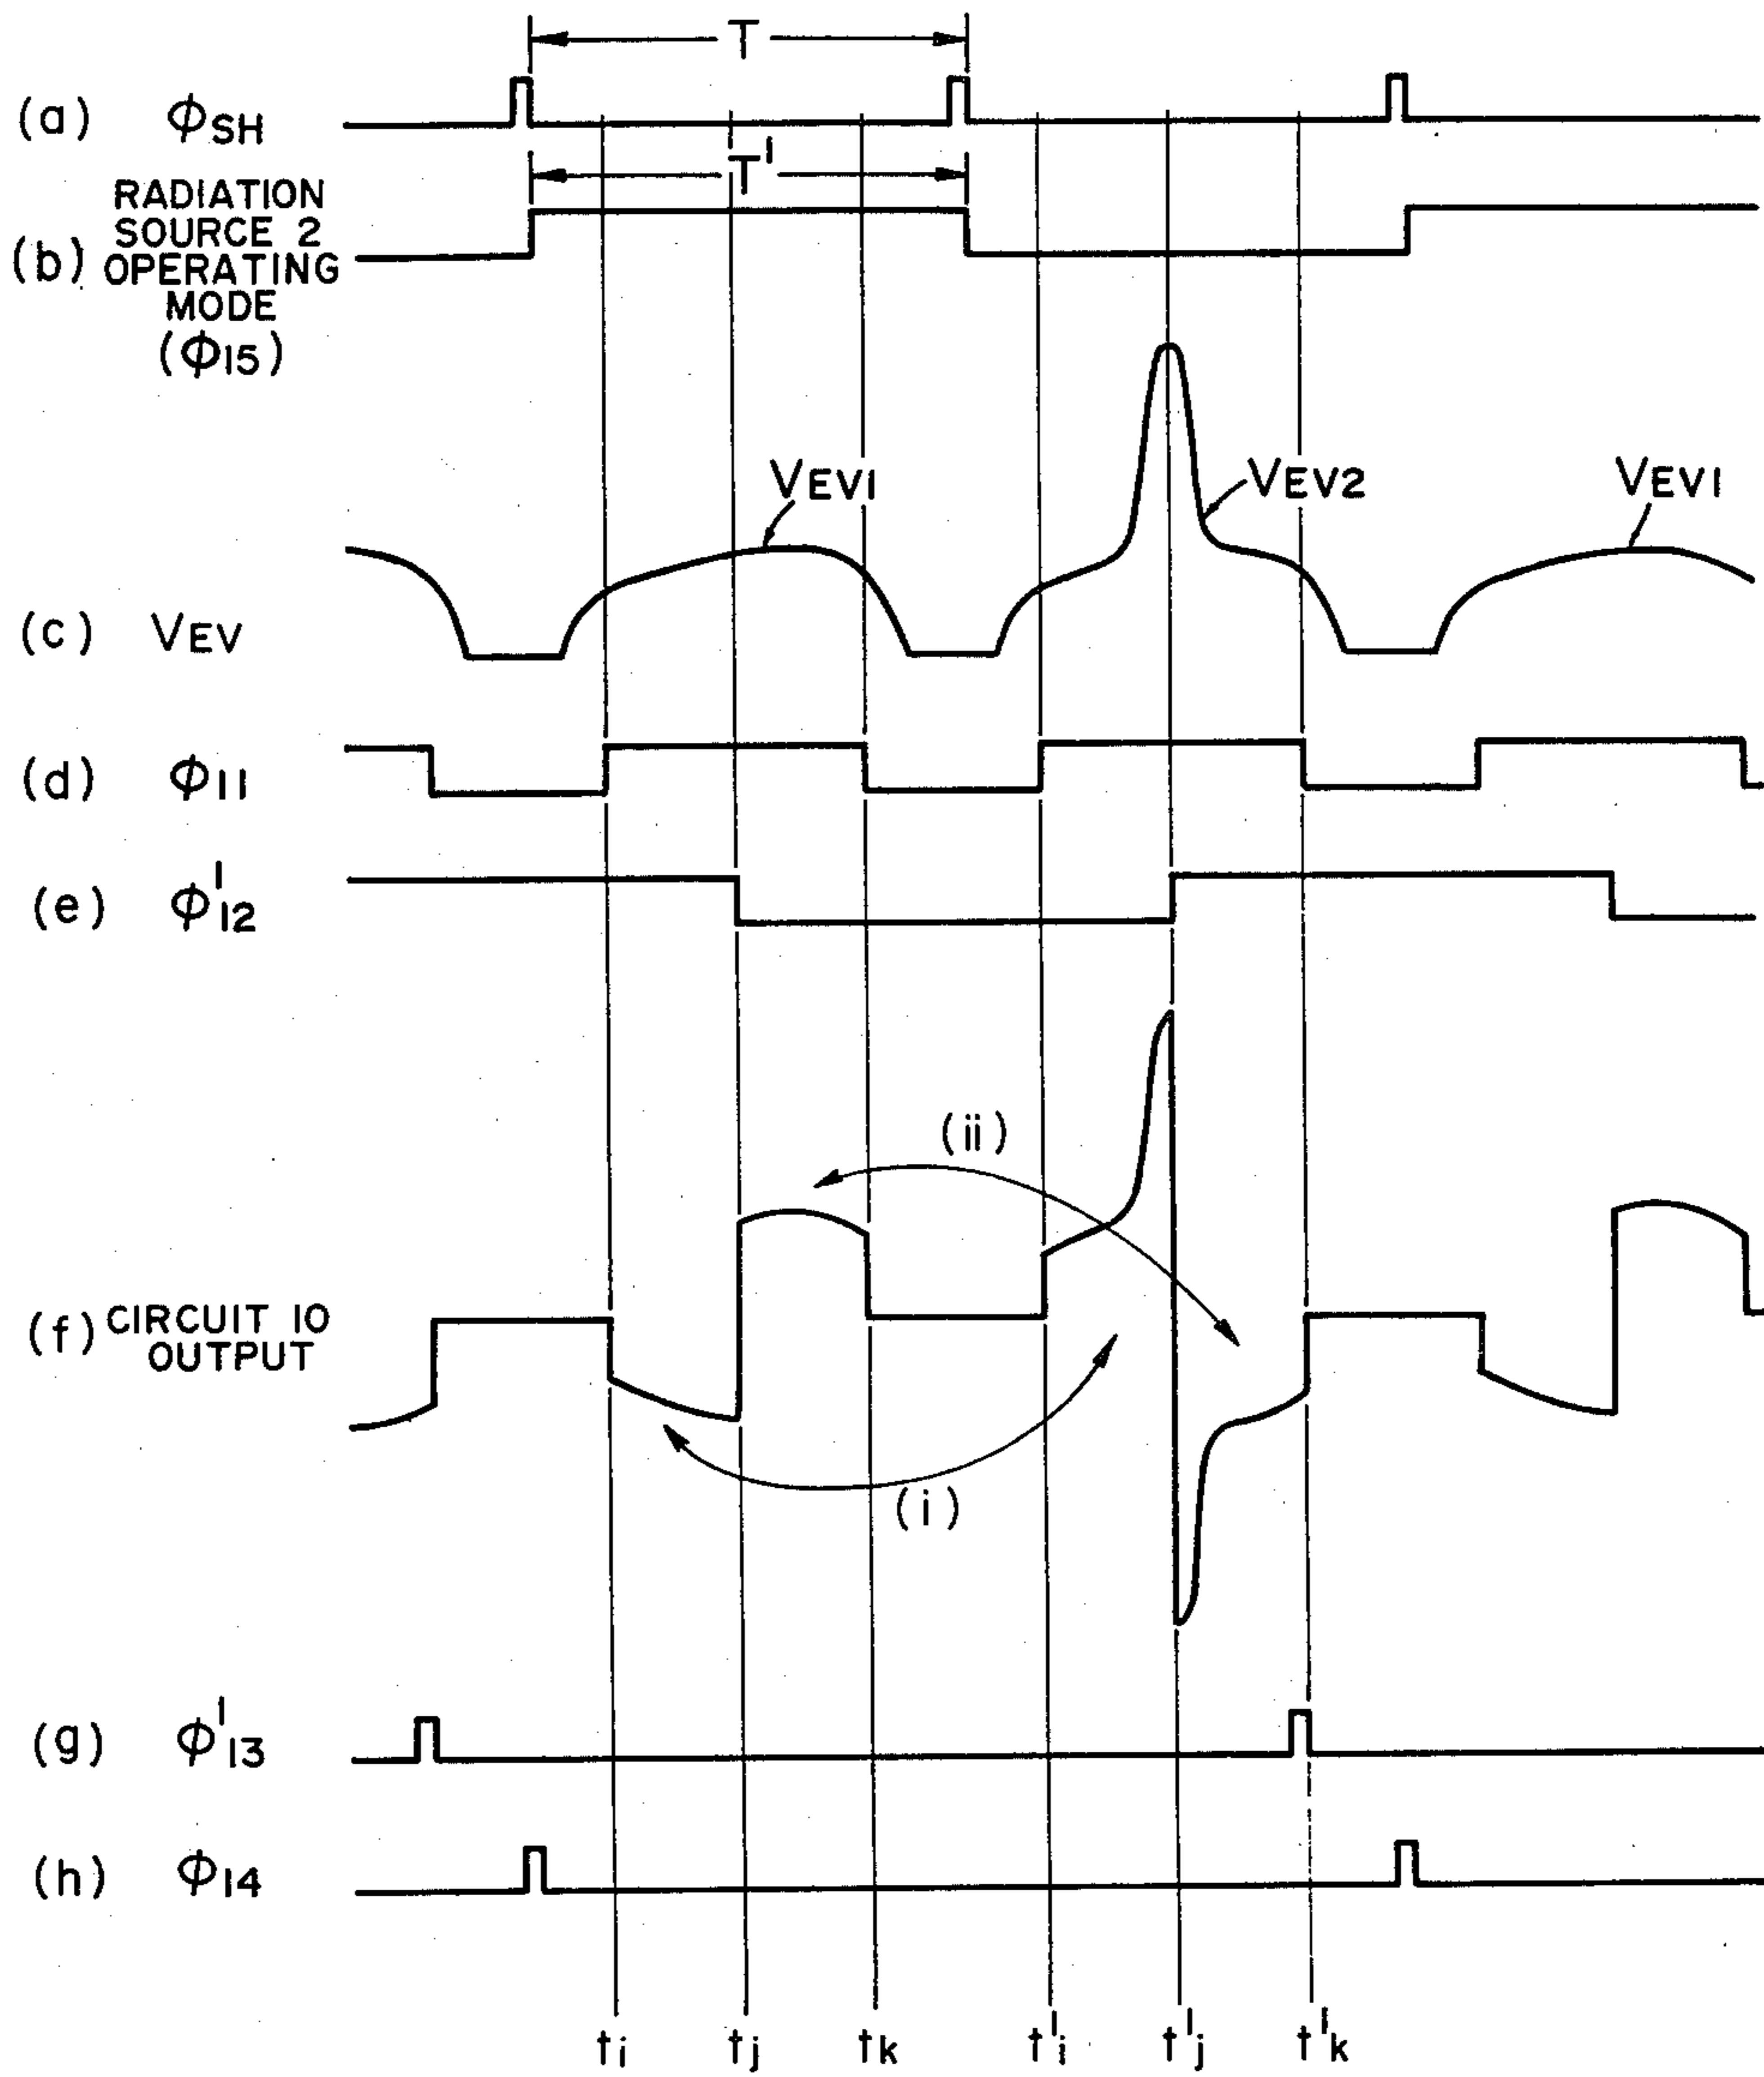 T
(a) ϕSH
T'
RADIATION
SOURCE 2
(b) OPERATING
MODE
(ϕ15)
VEV1
VEV2
VEV1
(c) VEV
(d) ϕ11
(e) ϕ'12
(ii)
(f) CIRCUIT 10
OUTPUT
(i)
(g) ϕ'13
(h) ϕ14
ti tj tk t'i t'j t'k